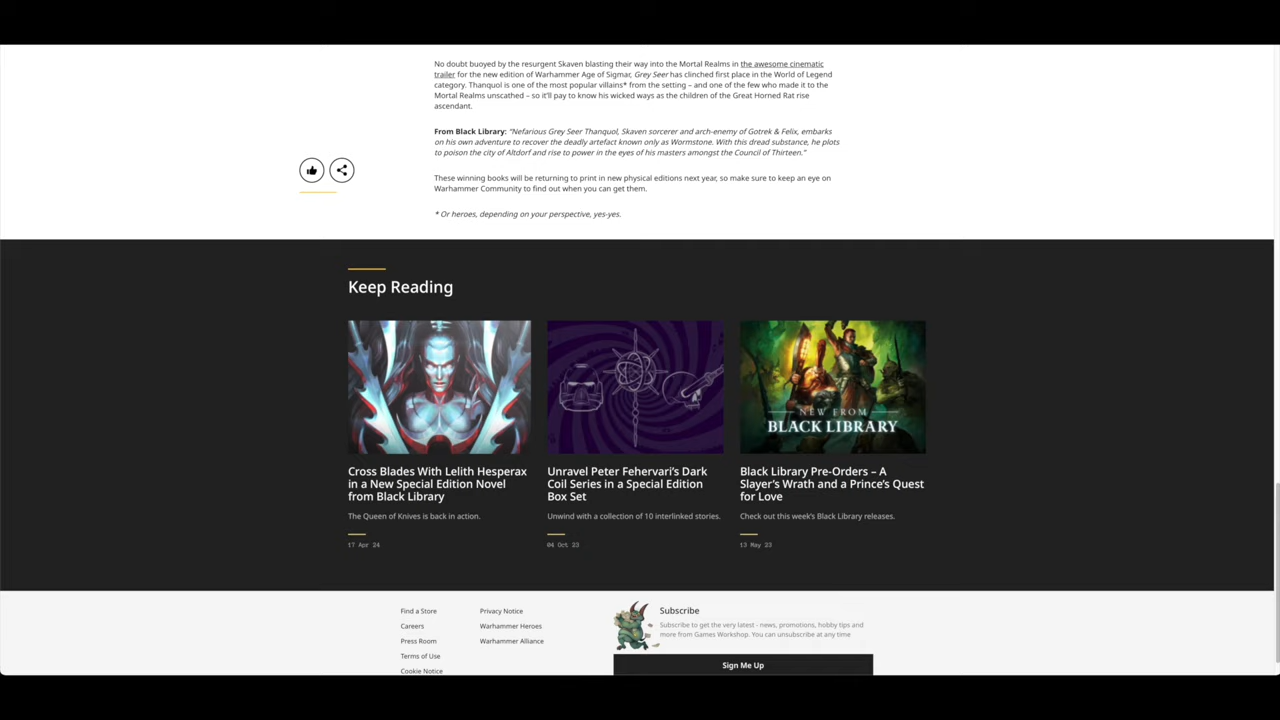 No doubt buoyed by the resurgent Skaven blasting their way into the Mortal Realms in the awesome cinematic
trailer for the new edition of Warhammer Age of Sigmar, Grey Seer has clinched first place in the World of Legend
category. Thanquol is one of the most popular villains* from the setting – and one of the few who made it to the
Mortal Realms unscathed – so it'll pay to know his wicked ways as the children of the Great Horned Rat rise
ascendant.
From Black Library: “Nefarious Grey Seer Thanquol, Skaven sorcerer and arch-enemy of Gotrek & Felix, embarks
on his own adventure to recover the deadly artefact known only as Wormstone. With this dread substance, he plots
to poison the city of Altdorf and rise to power in the eyes of his masters amongst the Council of Thirteen.”
These winning books will be returning to print in new physical editions next year, so make sure to keep an eye on
Warhammer Community to find out when you can get them.
* Or heroes, depending on your perspective, yes-yes.
Keep Reading
NEW FROM
BLACK LIBRARY
Cross Blades With Lelith Hesperax
in a New Special Edition Novel
from Black Library
The Queen of Knives is back in action.
17 Apr 24
Unravel Peter Fehervari's Dark
Coil Series in a Special Edition
Box Set
Unwind with a collection of 10 interlinked stories.
04 Oct 23
Black Library Pre-Orders – A
Slayer's Wrath and a Prince's Quest
for Love
Check out this week's Black Library releases.
13 May 23
Find a Store
Careers
Press Room
Terms of Use
Cookie Notice
Privacy Notice
Warhammer Heroes
Warhammer Alliance
Subscribe
Subscribe to get the very latest - news, promotions, hobby tips and
more from Games Workshop. You can unsubscribe at any time
Sign Me Up